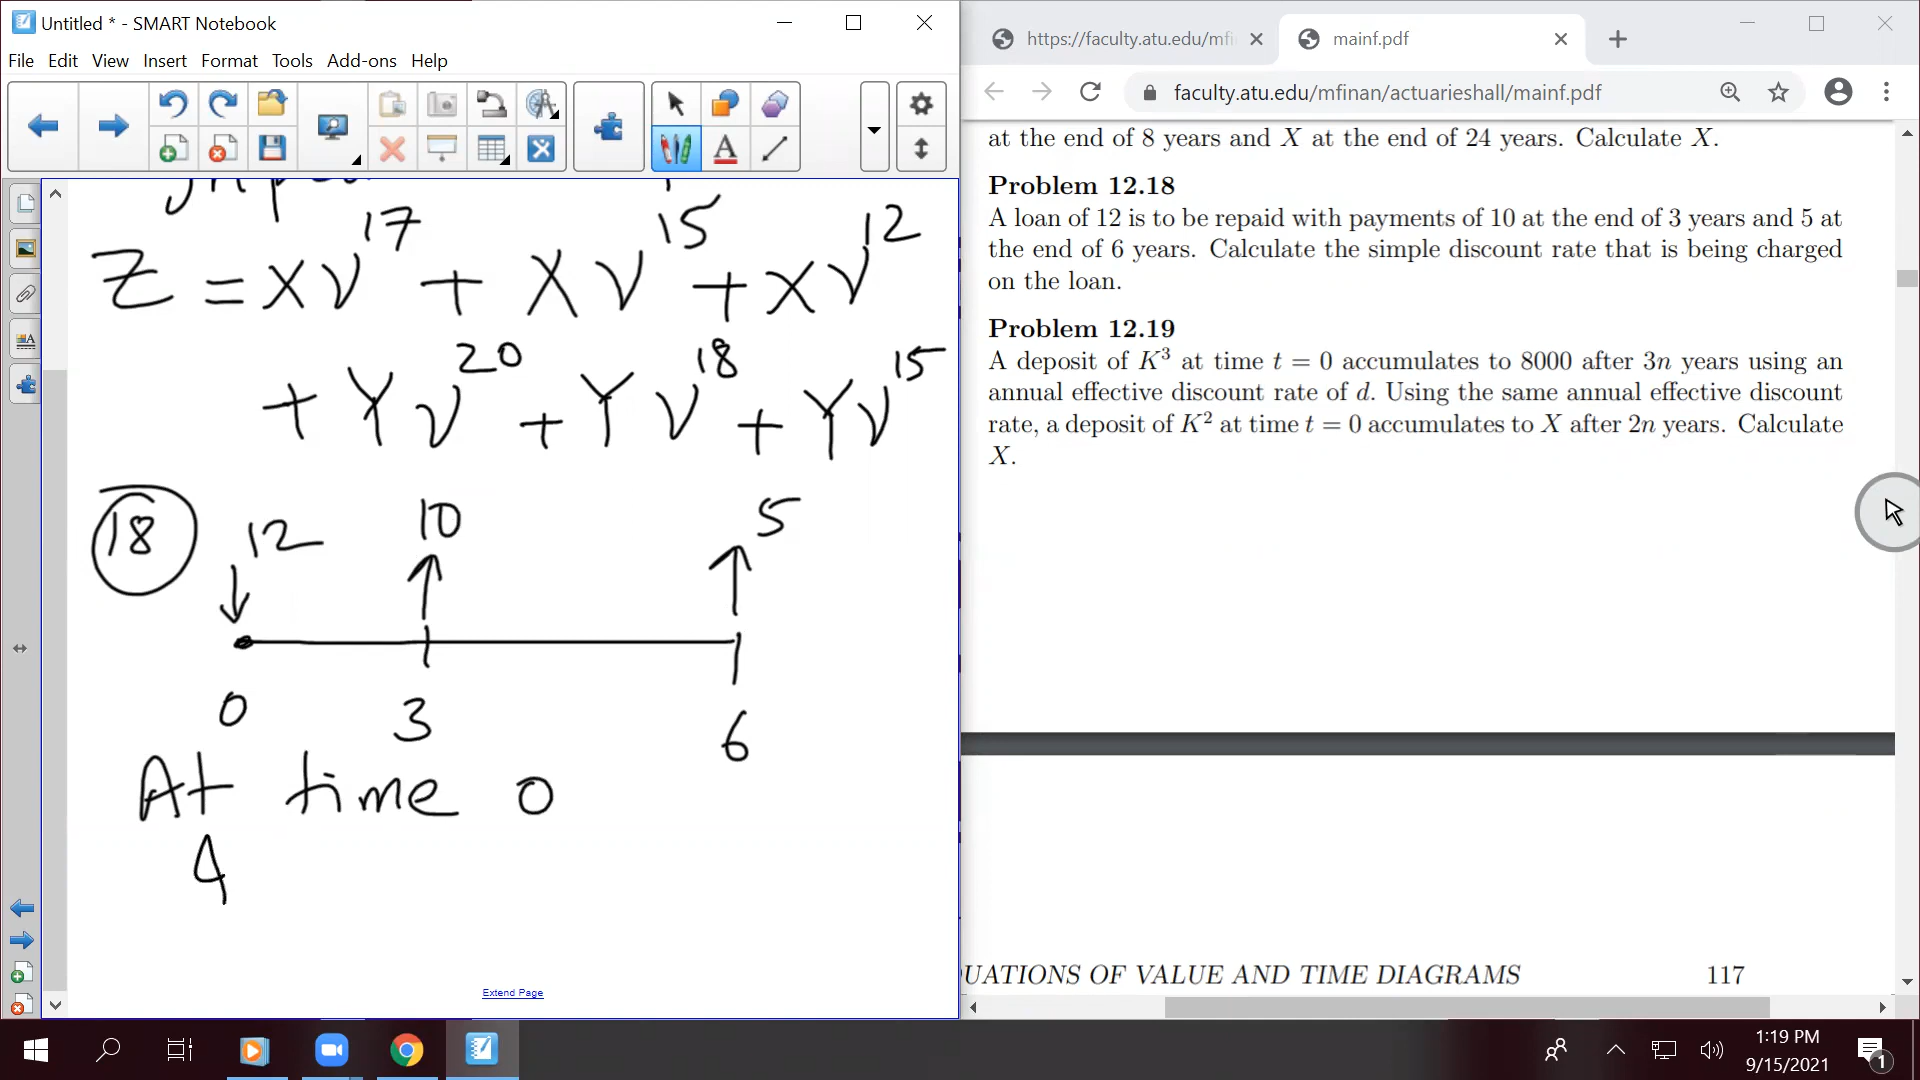 Untitled * - SMART Notebook
File Edit View Insert Format Tools Add-ons Help
17 15 12
Z = XV + XV + XV
20 18 15
+ YV + YV + YV
18 12 10 5
0 3 6
At time 0
4
Extend Page
https://faculty.atu.edu/mfi
mainf.pdf
faculty.atu.edu/mfinan/actuarieshall/mainf.pdf
at the end of 8 years and X at the end of 24 years. Calculate X.
Problem 12.18
A loan of 12 is to be repaid with payments of 10 at the end of 3 years and 5 at
the end of 6 years. Calculate the simple discount rate that is being charged
on the loan.
Problem 12.19
A deposit of K³ at time t = 0 accumulates to 8000 after 3n years using an
annual effective discount rate of d. Using the same annual effective discount
rate, a deposit of K² at time t = 0 accumulates to X after 2n years. Calculate
X.
UATIONS OF VALUE AND TIME DIAGRAMS 117
1:19 PM
9/15/2021
1